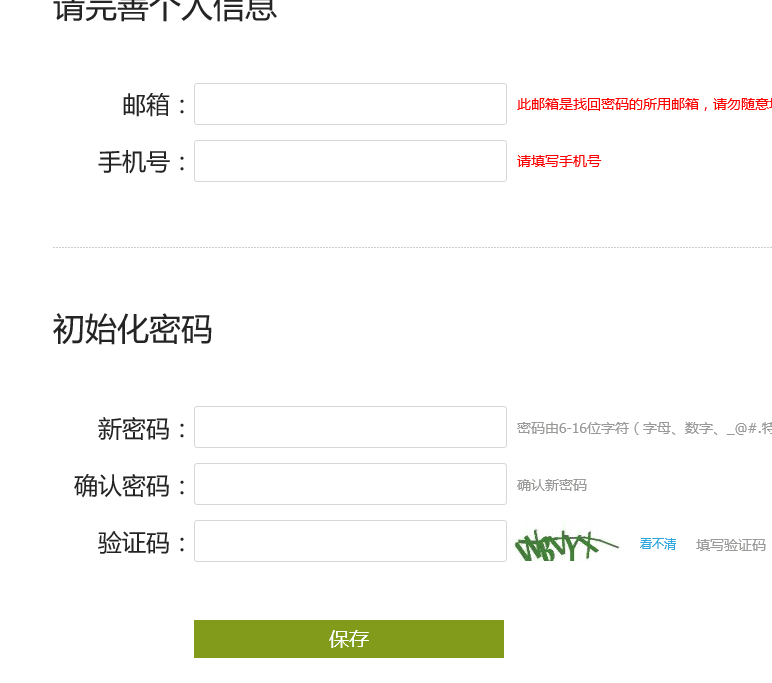 请完善个人信息
邮箱： 此邮箱是找回密码的所用邮箱，请勿随意
手机号： 请填写手机号
初始化密码
新密码： 密码由6-16位字符（字母、数字、_@#.特
确认密码： 确认新密码
验证码： 看不清 填写验证码
保存